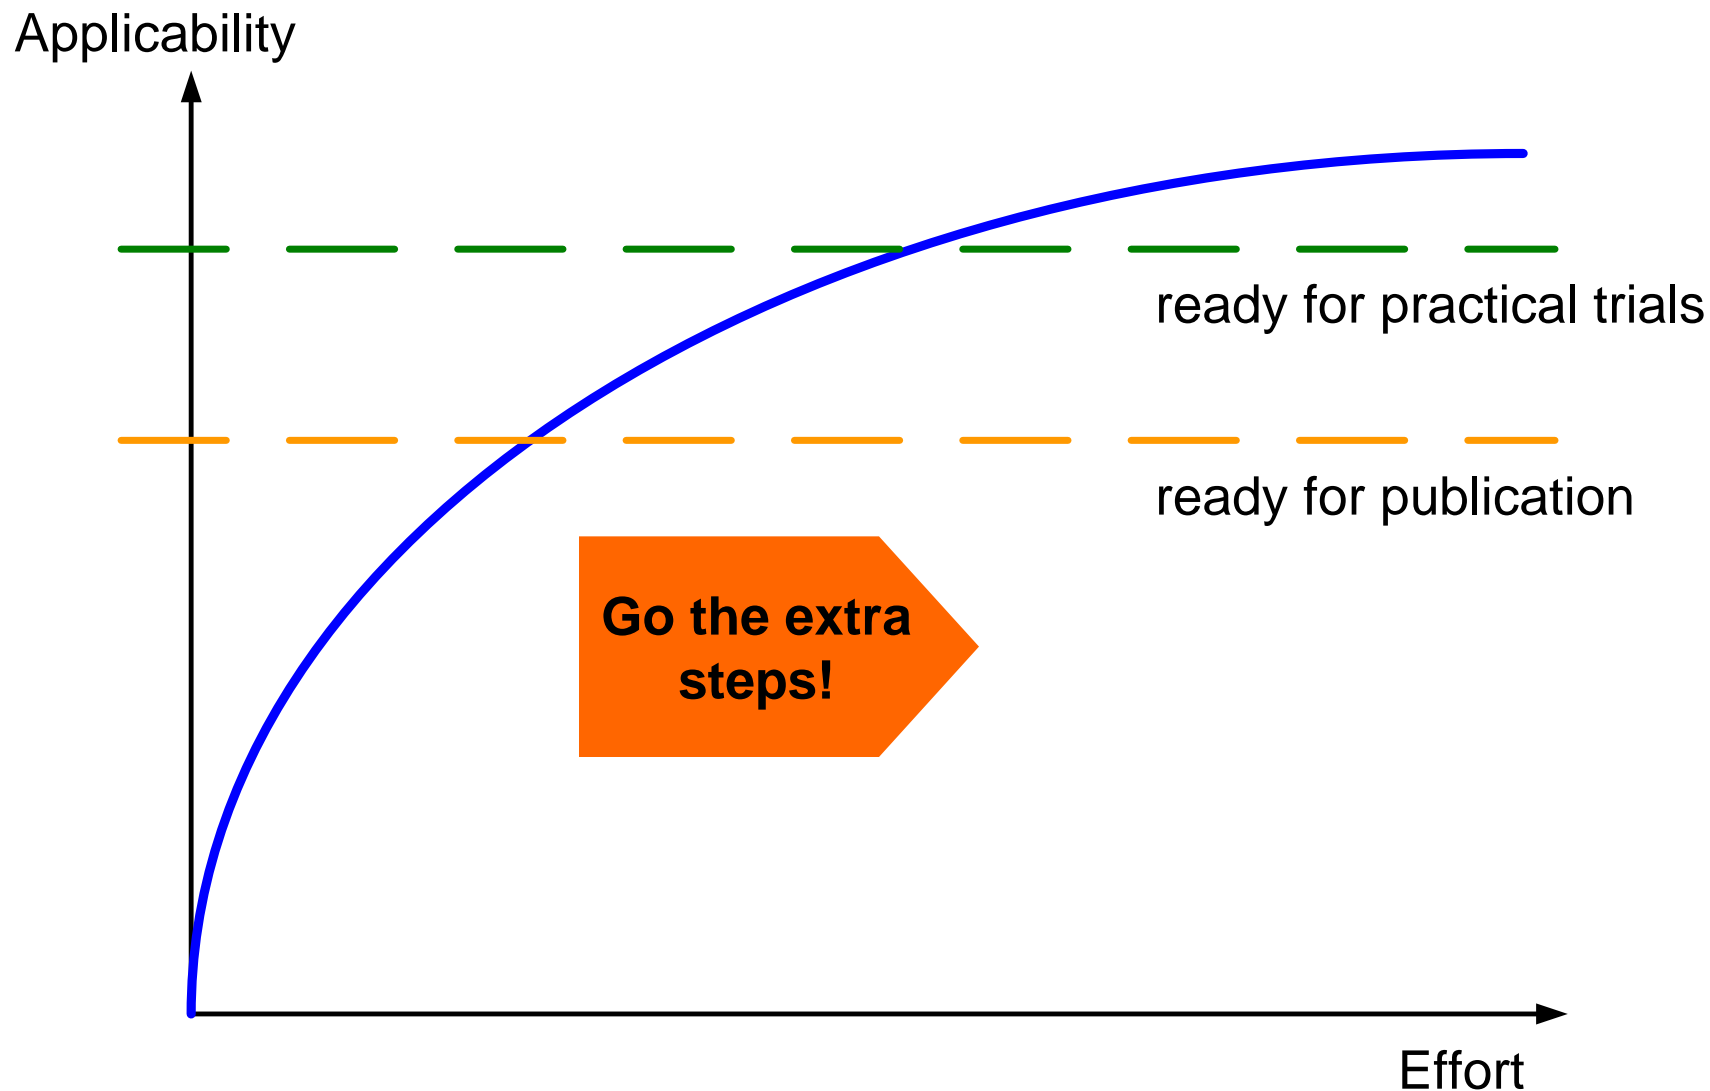 Applicability
ready for practical trials
ready for publication
Go the extra
steps!
Effort